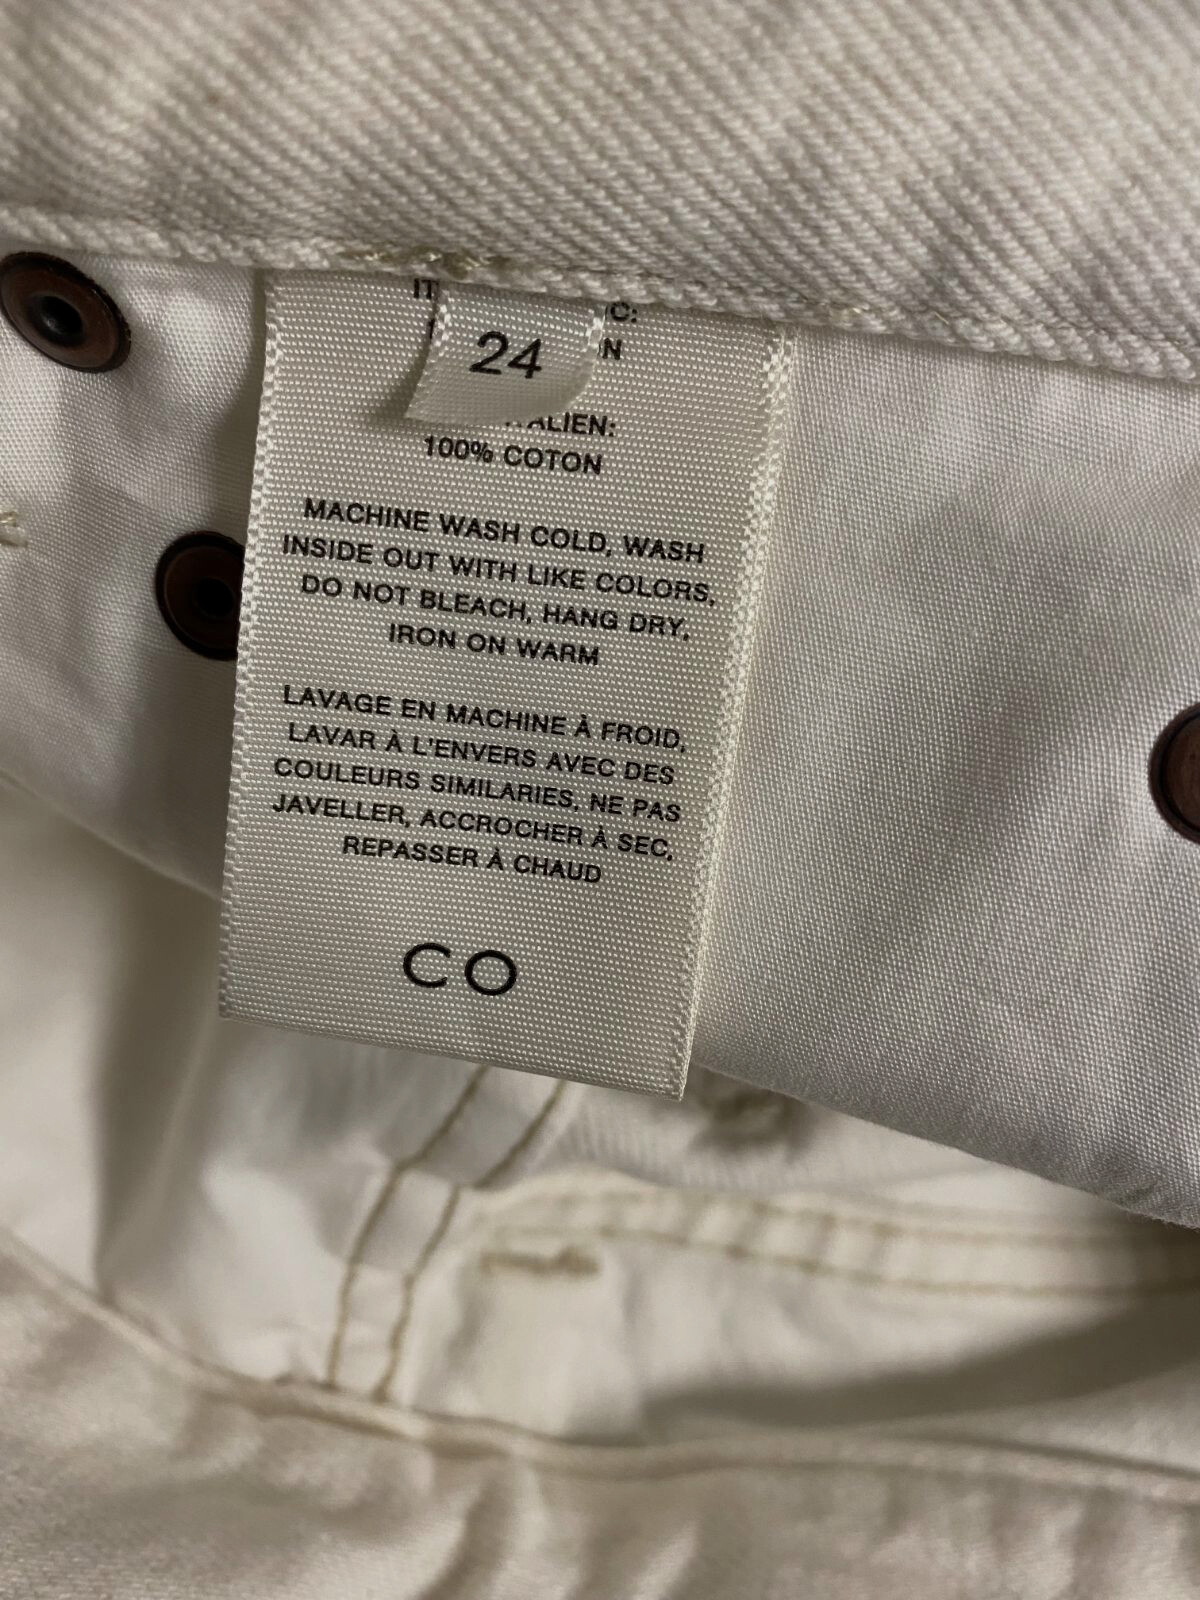 24
100% COTON
MACHINE WASH COLD, WASH
INSIDE OUT WITH LIKE COLORS,
DO NOT BLEACH, HANG DRY,
IRON ON WARM
LAVAGE EN MACHINE À FROID,
LAVAR À L'ENVERS AVEC DES
COULEURS SIMILARIES, NE PAS
JAVELLER, ACCROCHER À SEC,
REPASSER À CHAUD
CO